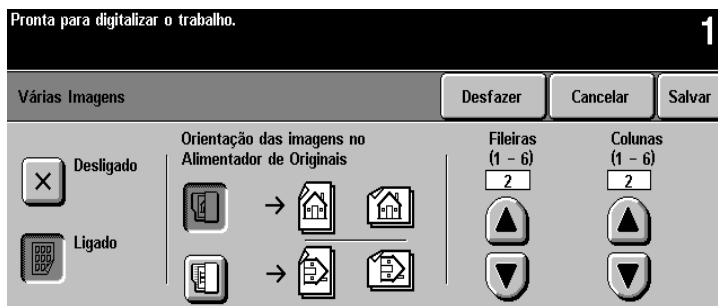 Pronta para digitalizar o trabalho.
1
Várias Imagens
Desfazer
Cancelar
Salvar
Desligado
Ligado
Orientação das imagens no
Alimentador de Originais
Fileiras
(1 – 6)
2
Colunas
(1 – 6)
2